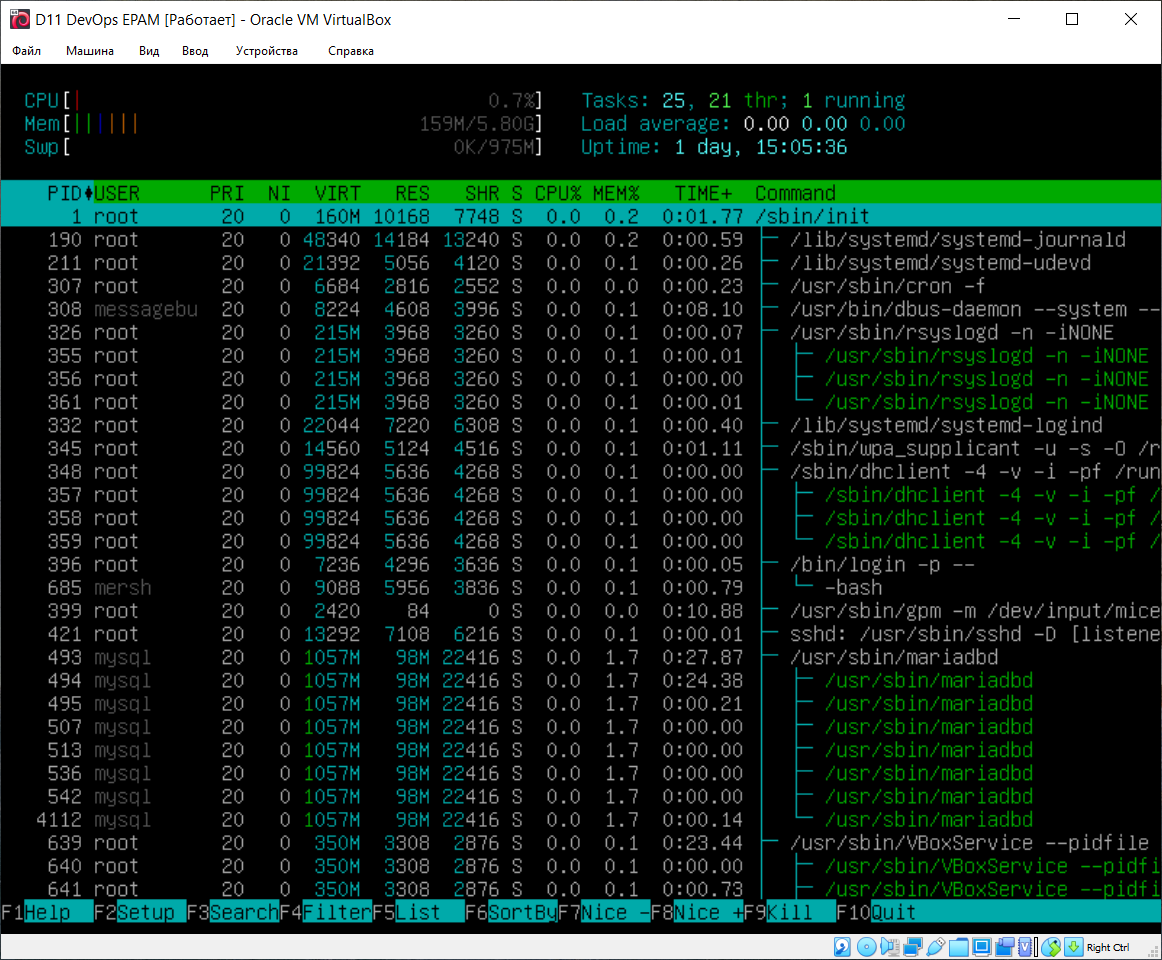 D11 DevOps EPAM [Работает] - Oracle VM VirtualBox
Файл Машина Вид Ввод Устройства Справка
CPU[| 0.7%] Tasks: 25, 21 thr; 1 running
Mem[|||||| 159M/5.80G] Load average: 0.00 0.00 0.00
Swp[ 0K/975M] Uptime: 1 day, 15:05:36
PID♦USER PRI NI VIRT RES SHR S CPU% MEM% TIME+ Command
1 root 20 0 160M 10168 7748 S 0.0 0.2 0:01.77 /sbin/init
190 root 20 0 48340 14184 13240 S 0.0 0.2 0:00.59 ├─ /lib/systemd/systemd-journald
211 root 20 0 21392 5056 4120 S 0.0 0.1 0:00.26 ├─ /lib/systemd/systemd-udevd
307 root 20 0 6684 2816 2552 S 0.0 0.0 0:00.23 ├─ /usr/sbin/cron -f
308 messagebu 20 0 8224 4608 3996 S 0.0 0.1 0:08.10 ├─ /usr/bin/dbus-daemon --system --
326 root 20 0 215M 3968 3260 S 0.0 0.1 0:00.07 ├─ /usr/sbin/rsyslogd -n -iNONE
355 root 20 0 215M 3968 3260 S 0.0 0.1 0:00.01 │ ├─ /usr/sbin/rsyslogd -n -iNONE
356 root 20 0 215M 3968 3260 S 0.0 0.1 0:00.00 │ ├─ /usr/sbin/rsyslogd -n -iNONE
361 root 20 0 215M 3968 3260 S 0.0 0.1 0:00.01 │ └─ /usr/sbin/rsyslogd -n -iNONE
332 root 20 0 22044 7220 6308 S 0.0 0.1 0:00.40 ├─ /lib/systemd/systemd-logind
345 root 20 0 14560 5124 4516 S 0.0 0.1 0:01.11 ├─ /sbin/wpa_supplicant -u -s -O /r
348 root 20 0 99824 5636 4268 S 0.0 0.1 0:00.00 ├─ /sbin/dhclient -4 -v -i -pf /run
357 root 20 0 99824 5636 4268 S 0.0 0.1 0:00.00 │ ├─ /sbin/dhclient -4 -v -i -pf /
358 root 20 0 99824 5636 4268 S 0.0 0.1 0:00.00 │ ├─ /sbin/dhclient -4 -v -i -pf /
359 root 20 0 99824 5636 4268 S 0.0 0.1 0:00.00 │ └─ /sbin/dhclient -4 -v -i -pf /
396 root 20 0 7236 4296 3636 S 0.0 0.1 0:00.05 ├─ /bin/login -p --
685 mersh 20 0 9088 5956 3836 S 0.0 0.1 0:00.79 │ └─ -bash
399 root 20 0 2420 84 0 S 0.0 0.0 0:10.88 ├─ /usr/sbin/gpm -m /dev/input/mice
421 root 20 0 13292 7108 6216 S 0.0 0.1 0:00.01 ├─ sshd: /usr/sbin/sshd -D [listene
493 mysql 20 0 1057M 98M 22416 S 0.0 1.7 0:27.87 ├─ /usr/sbin/mariadbd
494 mysql 20 0 1057M 98M 22416 S 0.0 1.7 0:24.38 │ ├─ /usr/sbin/mariadbd
495 mysql 20 0 1057M 98M 22416 S 0.0 1.7 0:00.21 │ ├─ /usr/sbin/mariadbd
507 mysql 20 0 1057M 98M 22416 S 0.0 1.7 0:00.00 │ ├─ /usr/sbin/mariadbd
513 mysql 20 0 1057M 98M 22416 S 0.0 1.7 0:00.00 │ ├─ /usr/sbin/mariadbd
536 mysql 20 0 1057M 98M 22416 S 0.0 1.7 0:00.00 │ ├─ /usr/sbin/mariadbd
542 mysql 20 0 1057M 98M 22416 S 0.0 1.7 0:00.00 │ ├─ /usr/sbin/mariadbd
4112 mysql 20 0 1057M 98M 22416 S 0.0 1.7 0:00.14 │ └─ /usr/sbin/mariadbd
639 root 20 0 350M 3308 2876 S 0.0 0.1 0:23.44 ├─ /usr/sbin/VBoxService --pidfile
640 root 20 0 350M 3308 2876 S 0.0 0.1 0:00.00 │ ├─ /usr/sbin/VBoxService --pidfi
641 root 20 0 350M 3308 2876 S 0.0 0.1 0:00.73 │ ├─ /usr/sbin/VBoxService --pidfi
F1Help F2Setup F3SearchF4FilterF5List F6SortByF7Nice -F8Nice +F9Kill F10Quit
Right Ctrl